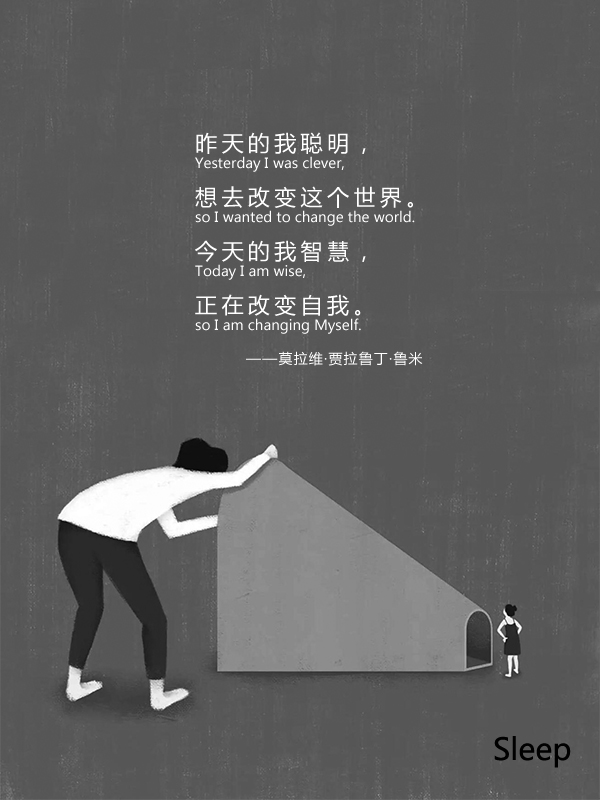 昨天的我聪明，
Yesterday I was clever,
想去改变这个世界。
so I wanted to change the world.
今天的我智慧，
Today I am wise,
正在改变自我。
so I am changing Myself.
——莫拉维·贾拉鲁丁·鲁米
Sleep